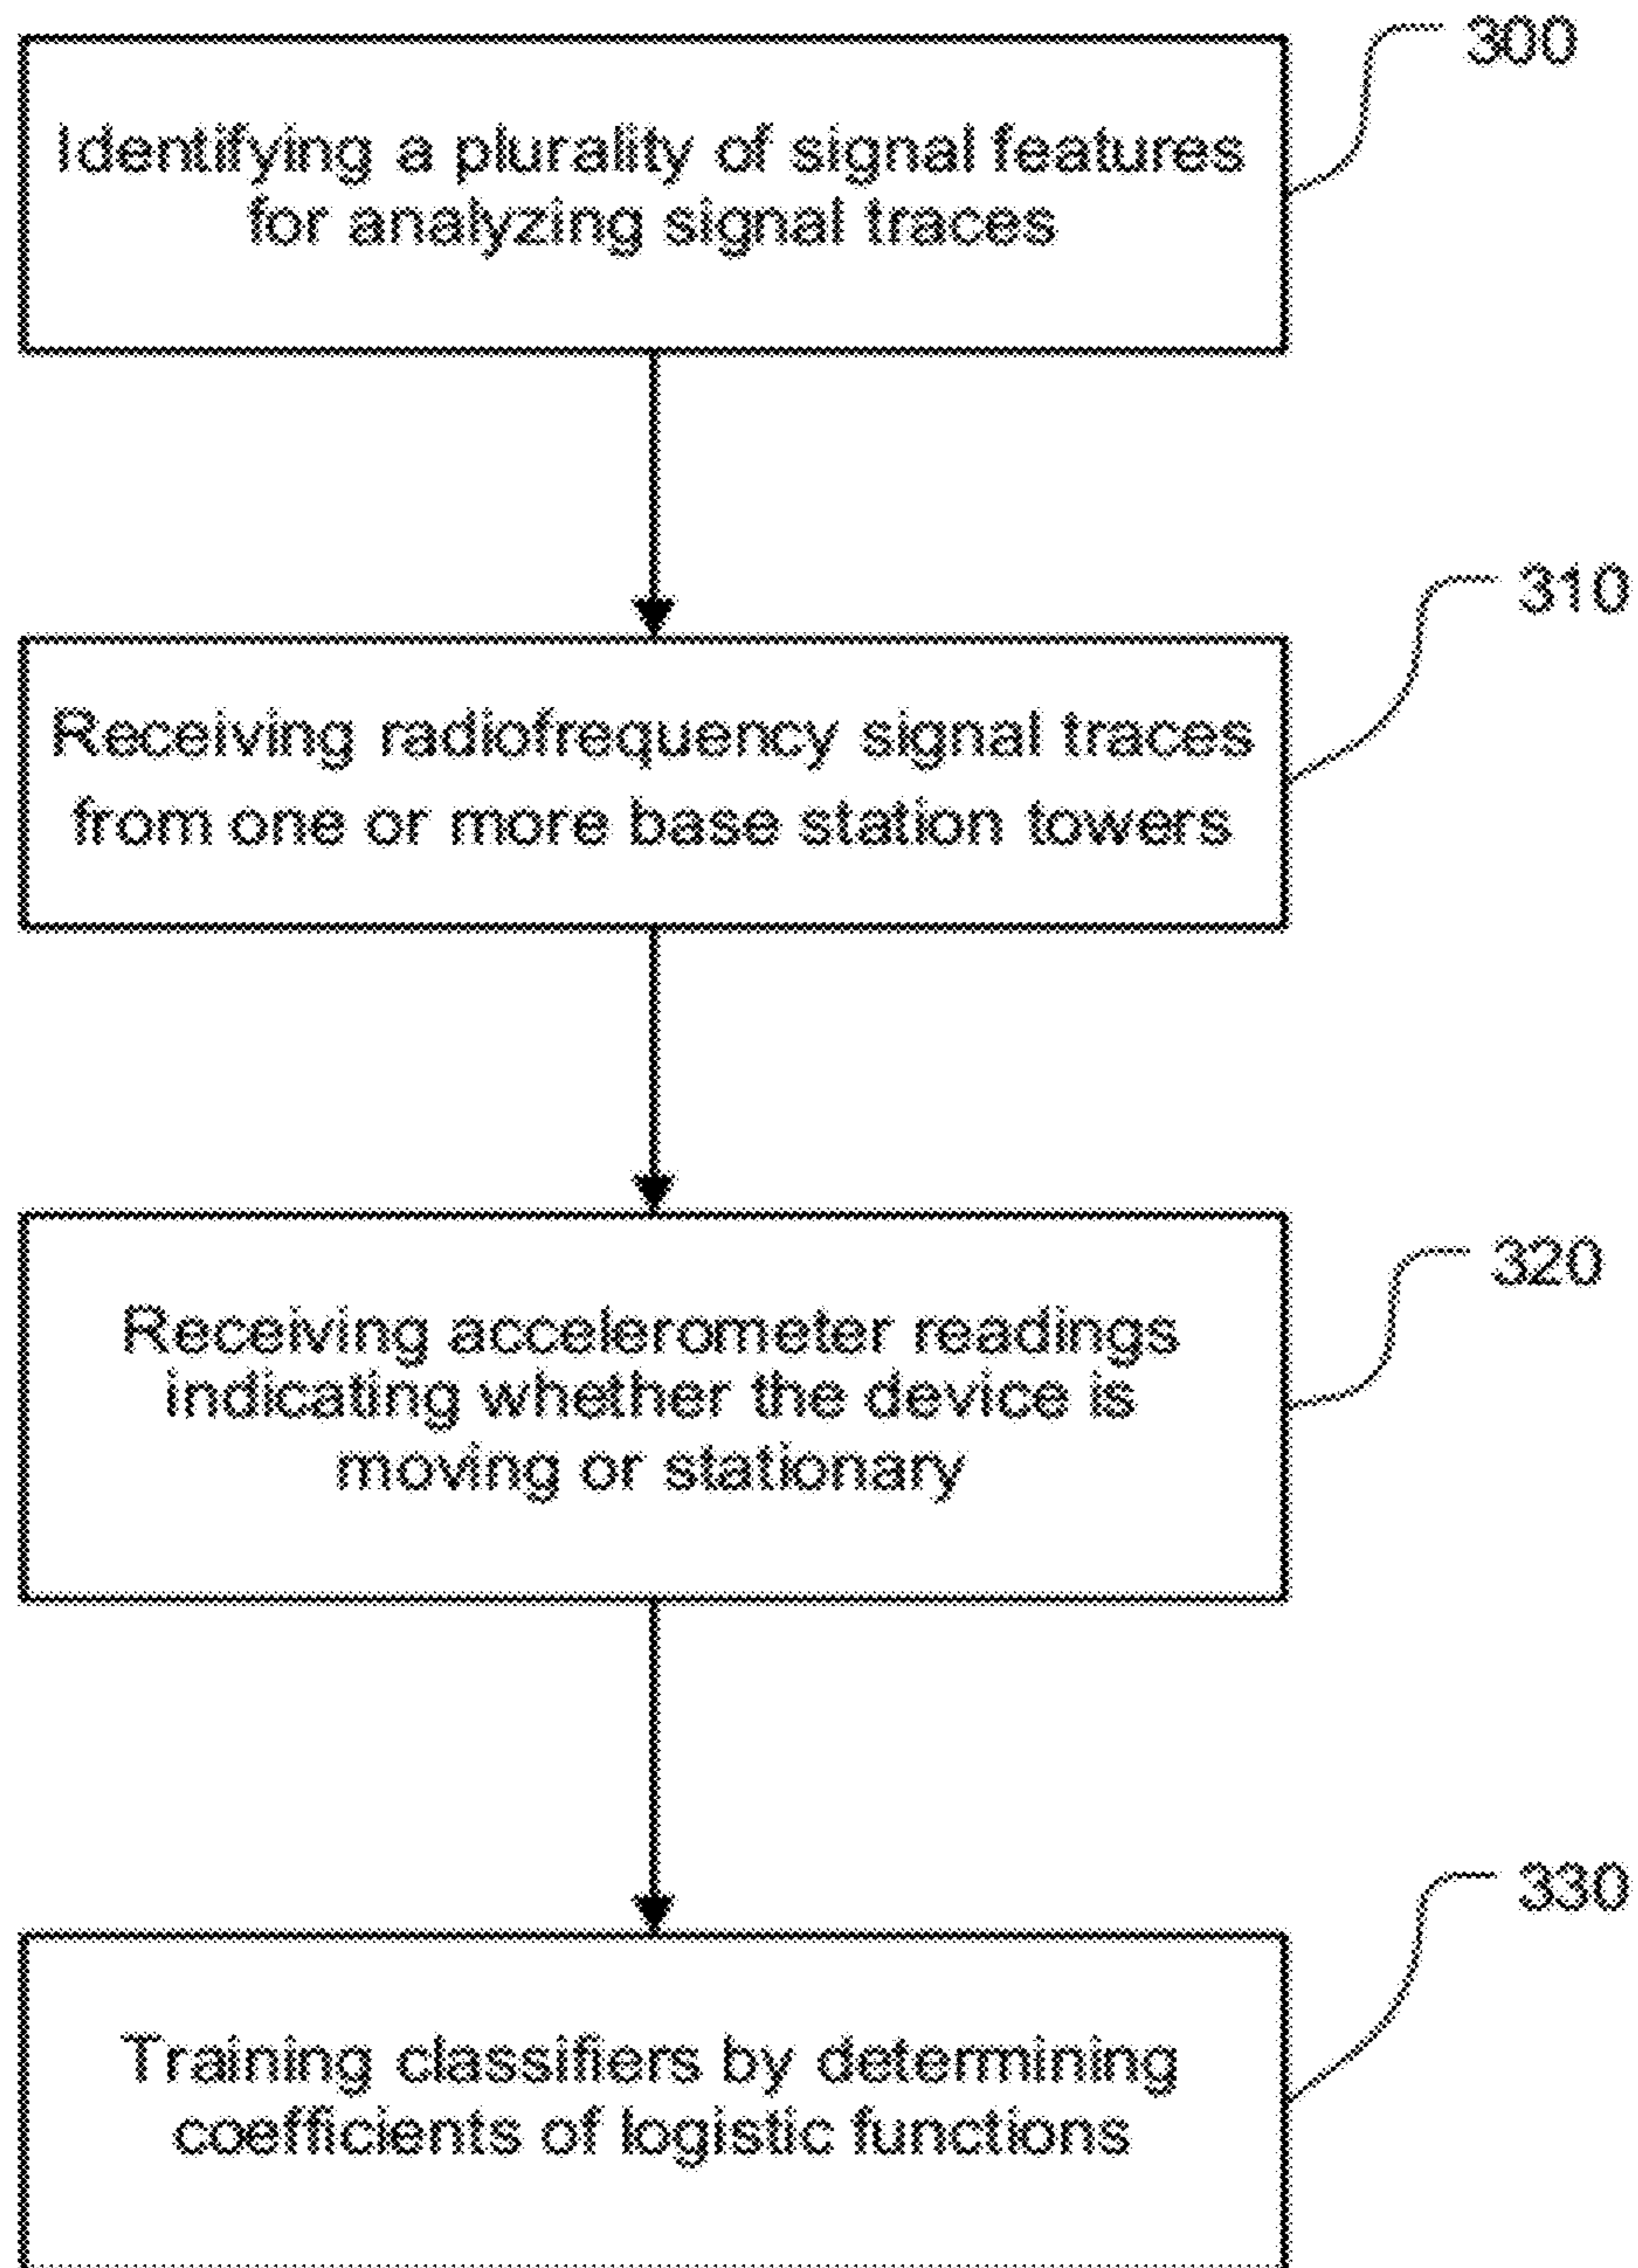 300
Identifying a plurality of signal features
for analyzing signal traces
310
Receiving radiofrequency signal traces
from one or more base station towers
320
Receiving accelerometer readings
indicating whether the device is
moving or stationary
330
Training classifiers by determining
coefficients of logistic functions